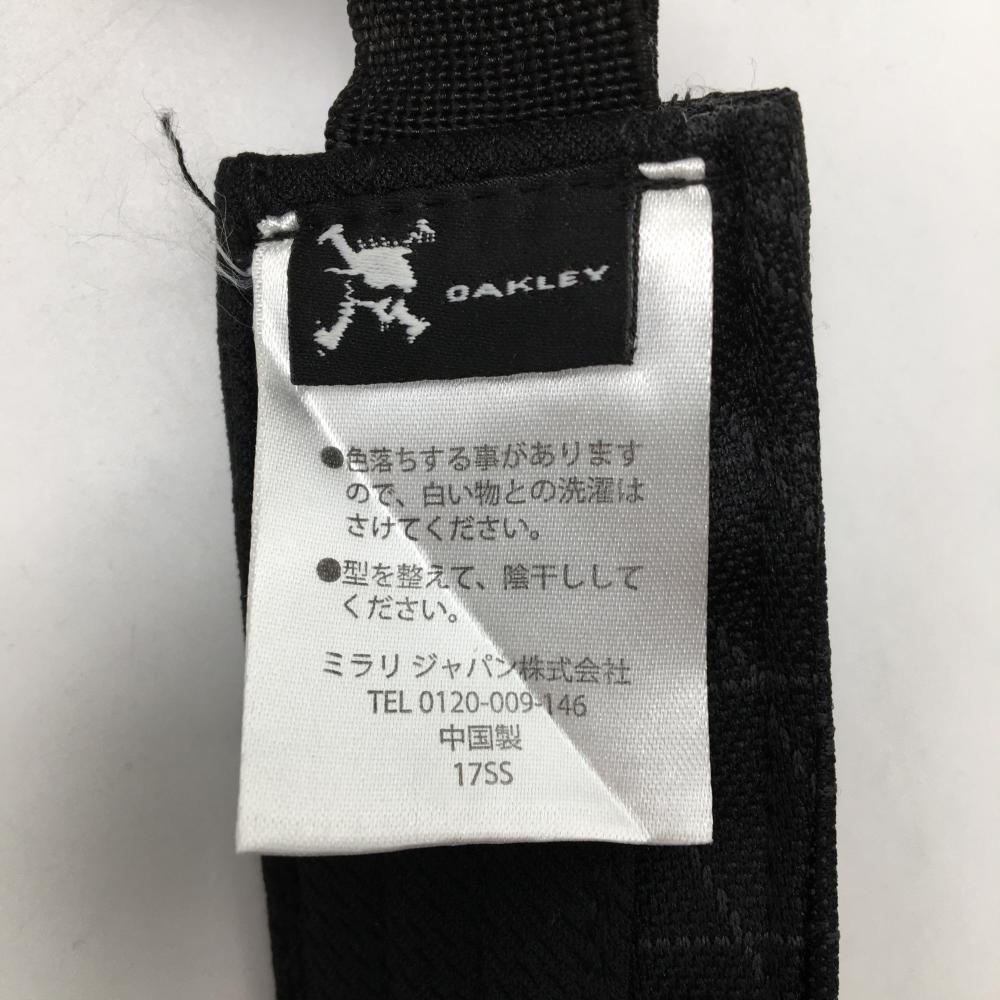 OAKLEY
●色落ちする事があります
ので、白い物との洗濯は
さけてください。
●型を整えて、陰干しして
ください。
ミラリ ジャパン株式会社
TEL 0120-009-146
中国製
17SS